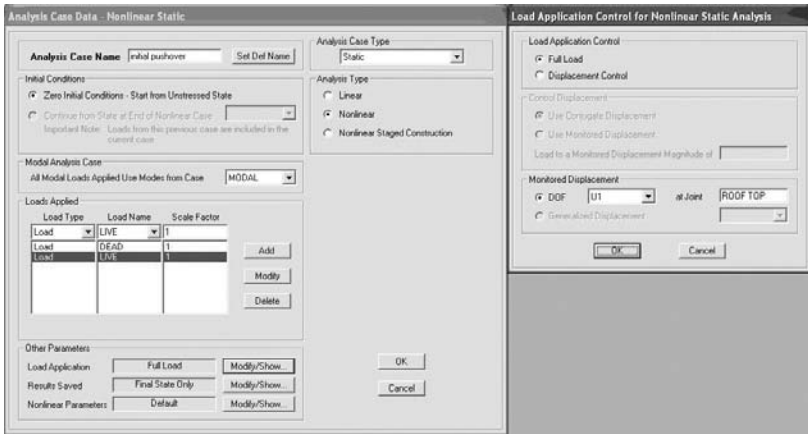 Analysis Case Data - Nonlinear Static
Analysis Case Name
initial pushover
Set Def Name
Initial Conditions
Zero Initial Conditions - Start from Unstressed State
Continue from State at End of Nonlinear Case
Important Note: Loads from this previous case are included in the
current case
Modal Analysis Case
All Modal Loads Applied Use Modes from Case
MODAL
Loads Applied
Load Type Load Name Scale Factor
Load LIVE 1
Load DEAD 1
Load LIVE 1
Add
Modify
Delete
Other Parameters
Load Application Full Load Modify/Show...
Results Saved Final State Only Modify/Show...
Nonlinear Parameters Default Modify/Show...
Analysis Case Type
Static
Analysis Type
Linear
Nonlinear
Nonlinear Staged Construction
OK
Cancel
Load Application Control for Nonlinear Static Analysis
Load Application Control
Full Load
Displacement Control
Control Displacement
Use Conjugate Displacement
Use Monitored Displacement
Load to a Monitored Displacement Magnitude of
Monitored Displacement
DOF U1 at Joint ROOF TOP
Generalized Displacement
OK Cancel